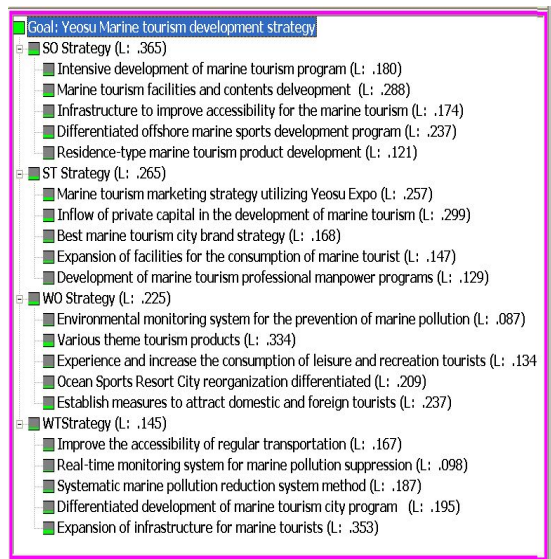 Goal: Yeosu Marine tourism development strategy
SO Strategy (L: .365)
Intensive development of marine tourism program (L: .180)
Marine tourism facilities and contents delveopment (L: .288)
Infrastructure to improve accessibility for the marine tourism (L: .174)
Differentiated offshore marine sports development program (L: .237)
Residence-type marine tourism product development (L: .121)
ST Strategy (L: .265)
Marine tourism marketing strategy utilizing Yeosu Expo (L: .257)
Inflow of private capital in the development of marine tourism (L: .299)
Best marine tourism city brand strategy (L: .168)
Expansion of facilities for the consumption of marine tourist (L: .147)
Development of marine tourism professional manpower programs (L: .129)
WO Strategy (L: .225)
Environmental monitoring system for the prevention of marine pollution (L: .087)
Various theme tourism products (L: .334)
Experience and increase the consumption of leisure and recreation tourists (L: .134
Ocean Sports Resort City reorganization differentiated (L: .209)
Establish measures to attract domestic and foreign tourists (L: .237)
WTStrategy (L: .145)
Improve the accessibility of regular transportation (L: .167)
Real-time monitoring system for marine pollution suppression (L: .098)
Systematic marine pollution reduction system method (L: .187)
Differentiated development of marine tourism city program (L: .195)
Expansion of infrastructure for marine tourists (L: .353)